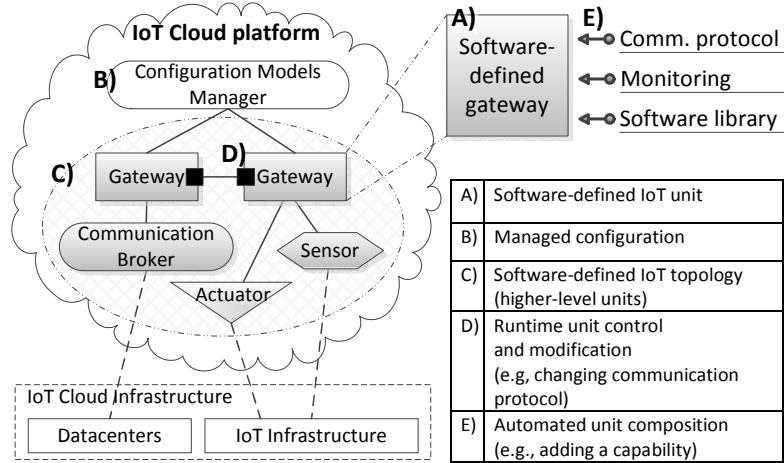 IoT Cloud platform
B)
Configuration Models
Manager
C)
D)
Gateway
Gateway
Communication
Broker
Sensor
Actuator
IoT Cloud Infrastructure
Datacenters
IoT Infrastructure
A)
Software-
defined
gateway
E)
Comm. protocol
Monitoring
Software library
A) Software-defined IoT unit
B) Managed configuration
C) Software-defined IoT topology
(higher-level units)
D) Runtime unit control
and modification
(e.g, changing communication
protocol)
E) Automated unit composition
(e.g., adding a capability)